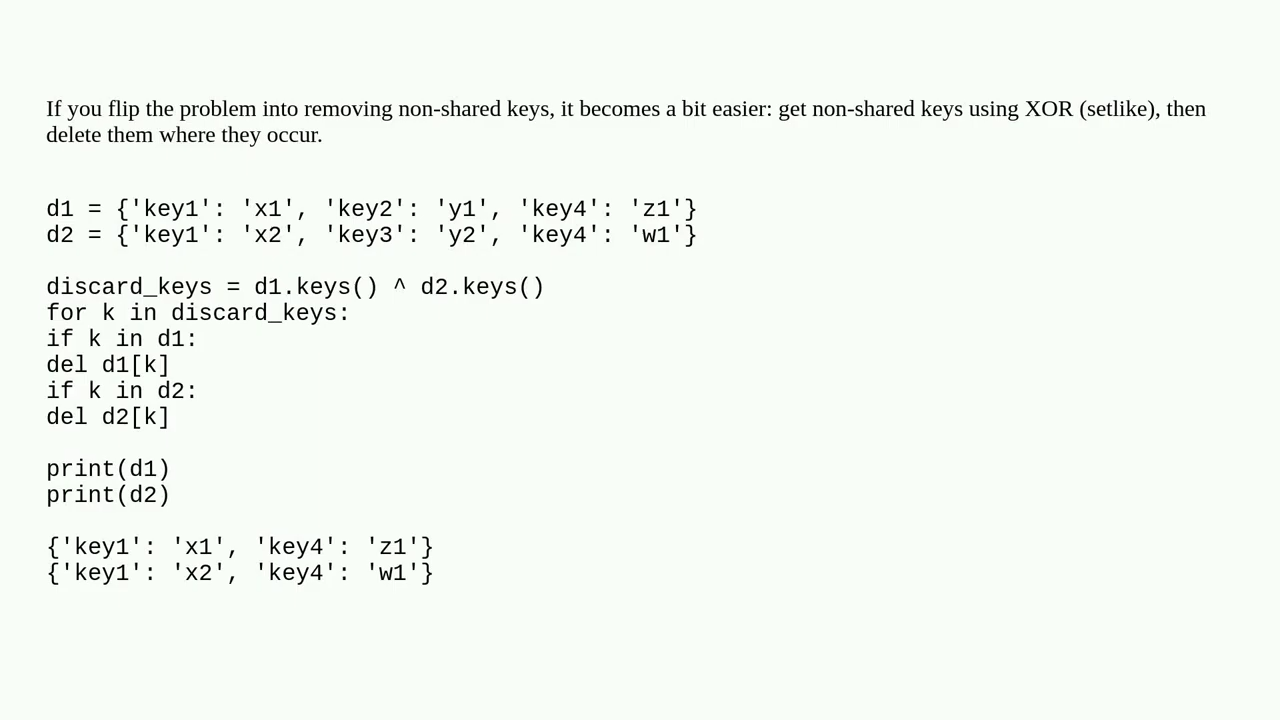 If you flip the problem into removing non-shared keys, it becomes a bit easier: get non-shared keys using XOR (setlike), then
delete them where they occur.
d1 = {'key1': 'x1', 'key2': 'y1', 'key4': 'z1'}
d2 = {'key1': 'x2', 'key3': 'y2', 'key4': 'w1'}
discard_keys = d1.keys() ^ d2.keys()
for k in discard_keys:
if k in d1:
del d1[k]
if k in d2:
del d2[k]
print(d1)
print(d2)
{'key1': 'x1', 'key4': 'z1'}
{'key1': 'x2', 'key4': 'w1'}